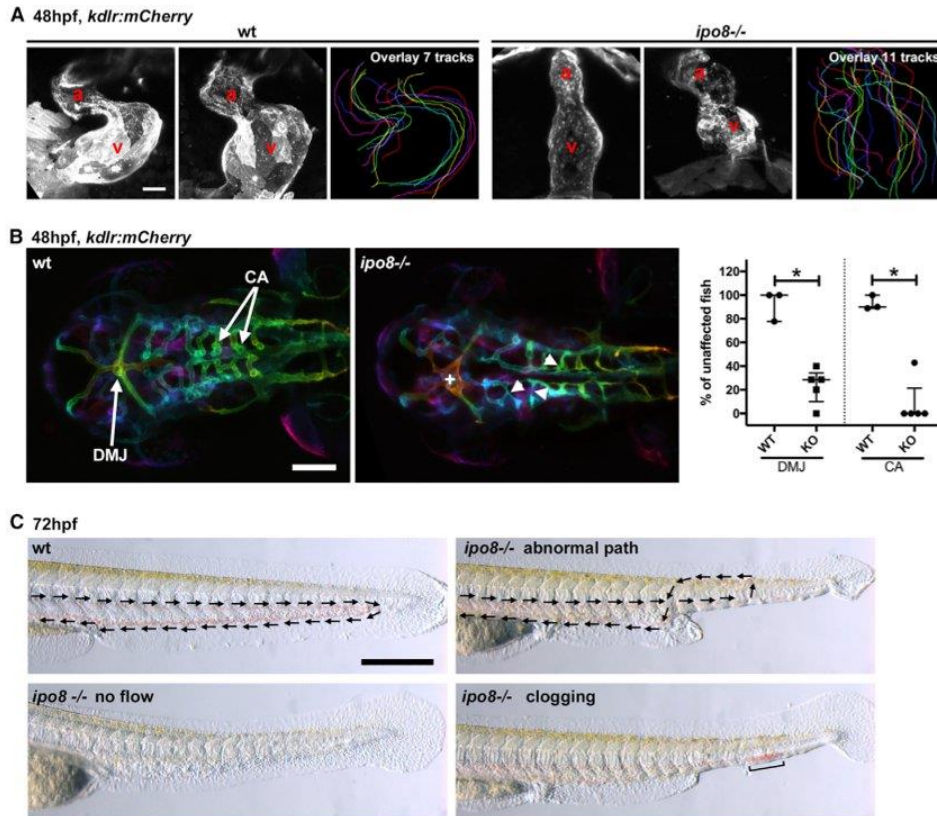 A 48hpf, kdlr:mCherry
wt
ipo8-/-
a
v
a
v
Overlay 7 tracks
a
v
a
v
Overlay 11 tracks
B 48hpf, kdlr:mCherry
wt
CA
DMJ
ipo8-/-
+
% of unaffected fish
120
100
80
60
40
20
0
*
*
WT
KO
WT
KO
DMJ
CA
C 72hpf
wt
ipo8-/- abnormal path
ipo8 -/- no flow
ipo8-/- clogging